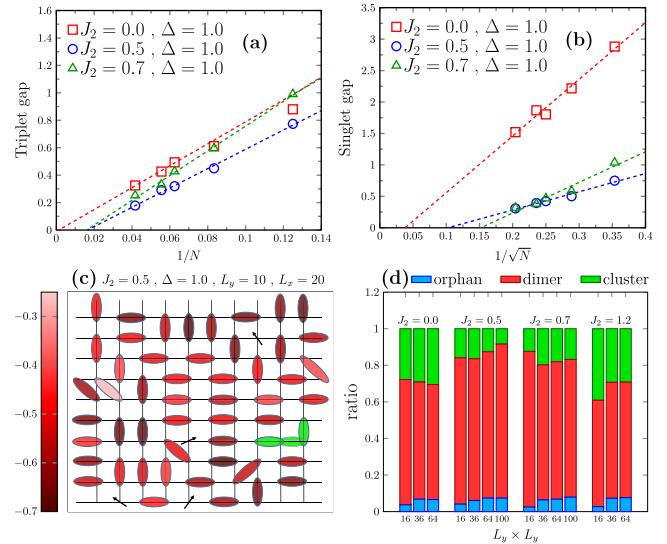 (a)
J₂ = 0.0 , Δ = 1.0
J₂ = 0.5 , Δ = 1.0
J₂ = 0.7 , Δ = 1.0
Triplet gap
1.6
1.4
1.2
1
0.8
0.6
0.4
0.2
0
0 0.02 0.04 0.06 0.08 0.1 0.12 0.14
1/N
(b)
J₂ = 0.0 , Δ = 1.0
J₂ = 0.5 , Δ = 1.0
J₂ = 0.7 , Δ = 1.0
Singlet gap
3.5
3
2.5
2
1.5
1
0.5
0
0 0.05 0.1 0.15 0.2 0.25 0.3 0.35 0.4
1/√N
(c) J₂ = 0.5 , Δ = 1.0 , Ly = 10 , Lx = 20
−0.3
−0.4
−0.5
−0.6
−0.7
(d) orphan dimer cluster
ratio
1.2
1
0.8
0.6
0.4
0.2
0
J₂ = 0.0 J₂ = 0.5 J₂ = 0.7 J₂ = 1.2
16 36 64 16 36 64 100 16 36 64 100 16 36 64
Ly × Ly